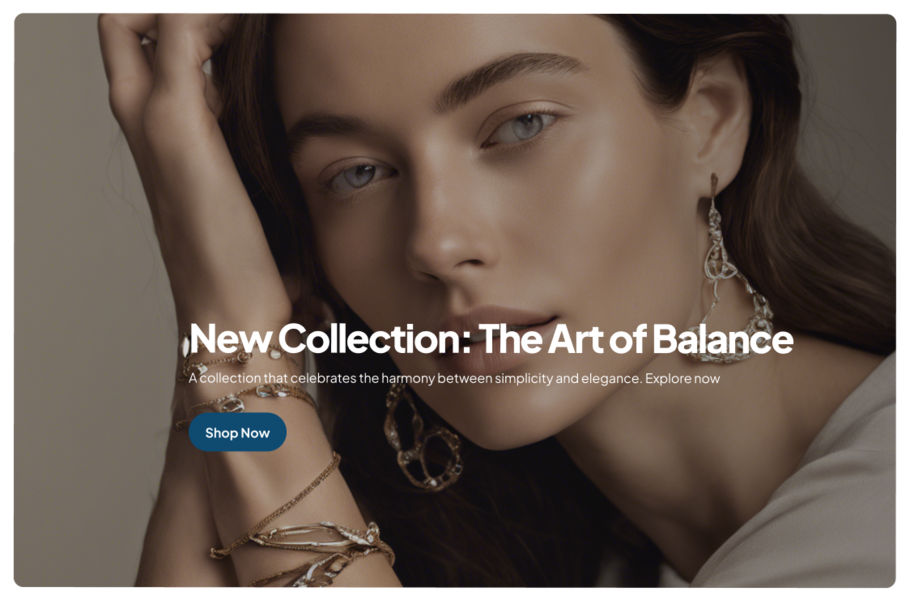 New Collection: The Art of Balance
A collection that celebrates the harmony between simplicity and elegance. Explore now
Shop Now